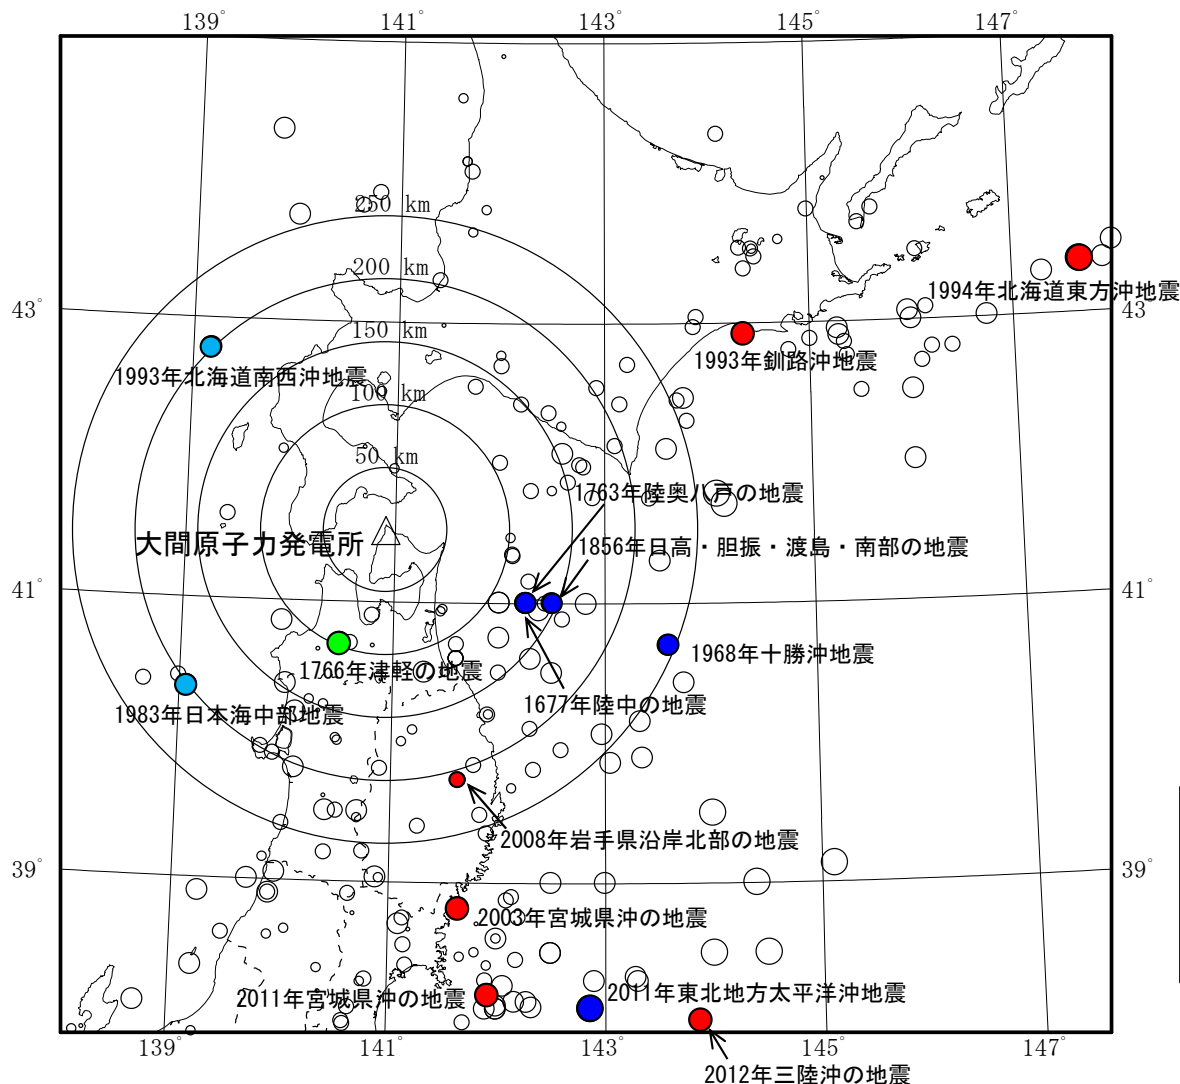 139° 141° 143° 145° 147°
250 km
200 km
43°
1994年北海道東方沖地震
43°
150 km
1993年釧路沖地震
1993年北海道南西沖地震
100 km
50 km
1763年陸奥八戸の地震
大間原子力発電所
1856年日高・胆振・渡島・南部の地震
41°
41°
1968年十勝沖地震
1766年津軽の地震
1677年陸中の地震
1983年日本海中部地震
2008年岩手県沿岸北部の地震
39°
39°
2003年宮城県沖の地震
2011年宮城県沖の地震
2011年東北地方太平洋沖地震
139° 141° 143° 145° 147°
2012年三陸沖の地震